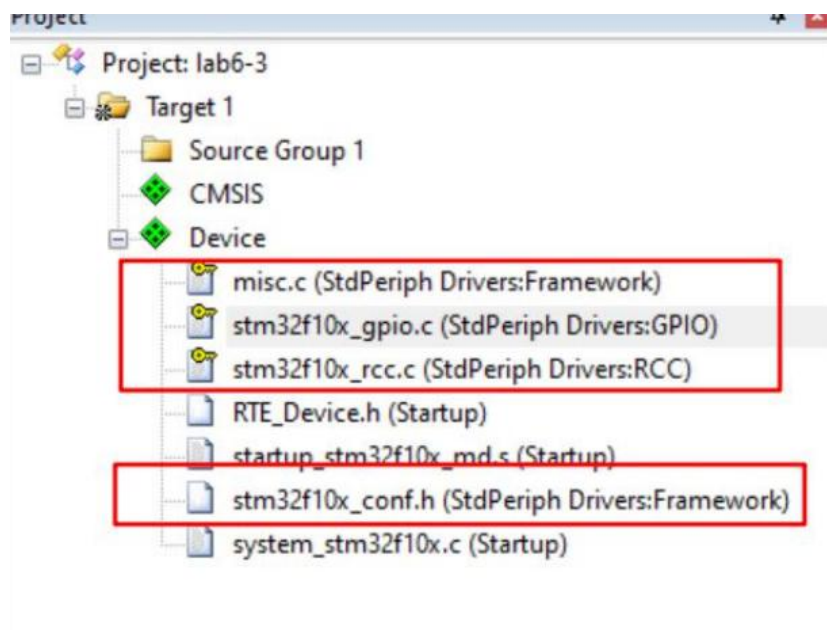 Project
Project: lab6-3
Target 1
Source Group 1
CMSIS
Device
misc.c (StdPeriph Drivers:Framework)
stm32f10x_gpio.c (StdPeriph Drivers:GPIO)
stm32f10x_rcc.c (StdPeriph Drivers:RCC)
RTE_Device.h (Startup)
startup_stm32f10x_md.s (Startup)
stm32f10x_conf.h (StdPeriph Drivers:Framework)
system_stm32f10x.c (Startup)